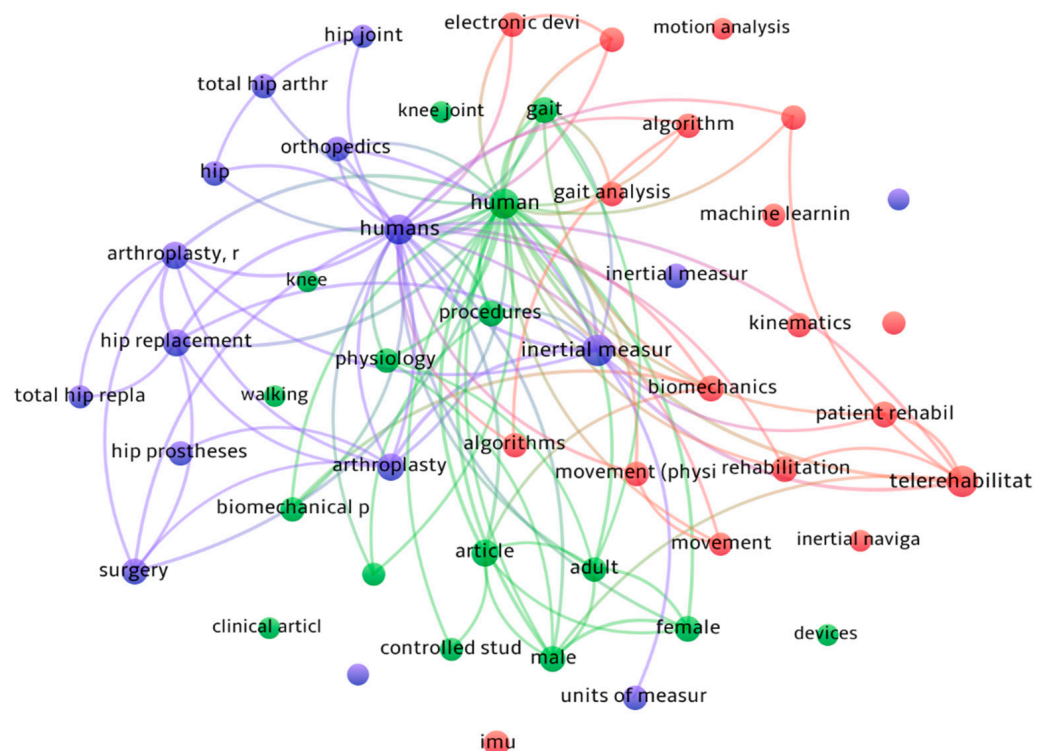 electronic devi
motion analysis
hip joint
total hip arthr
knee joint
gait
algorithm
orthopedics
hip
gait analysis
human
machine learnin
humans
arthroplasty, r
knee
inertial measur
procedures
kinematics
hip replacement
physiology
inertial measur
biomechanics
total hip repla
walking
patient rehabil
hip prostheses
algorithms
arthroplasty
movement (physi
rehabilitation
telerehabilitat
biomechanical p
article
movement
inertial naviga
surgery
adult
clinical articl
female
devices
controlled stud
male
units of measur
imu